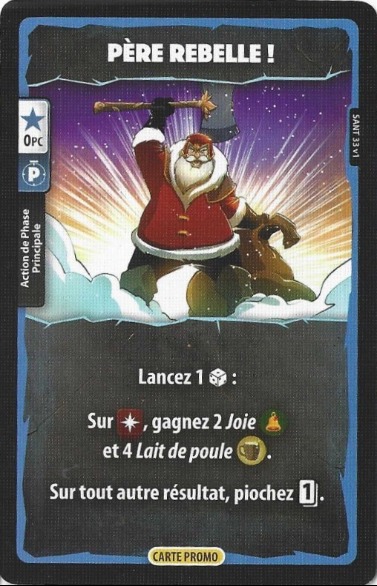 PÈRE REBELLE !
0PC
P
Action de Phase
Principale
SANT 33 v1
Lancez 1 :
Sur , gagnez 2 Joie
et 4 Lait de poule .
Sur tout autre résultat, piochez 1.
CARTE PROMO